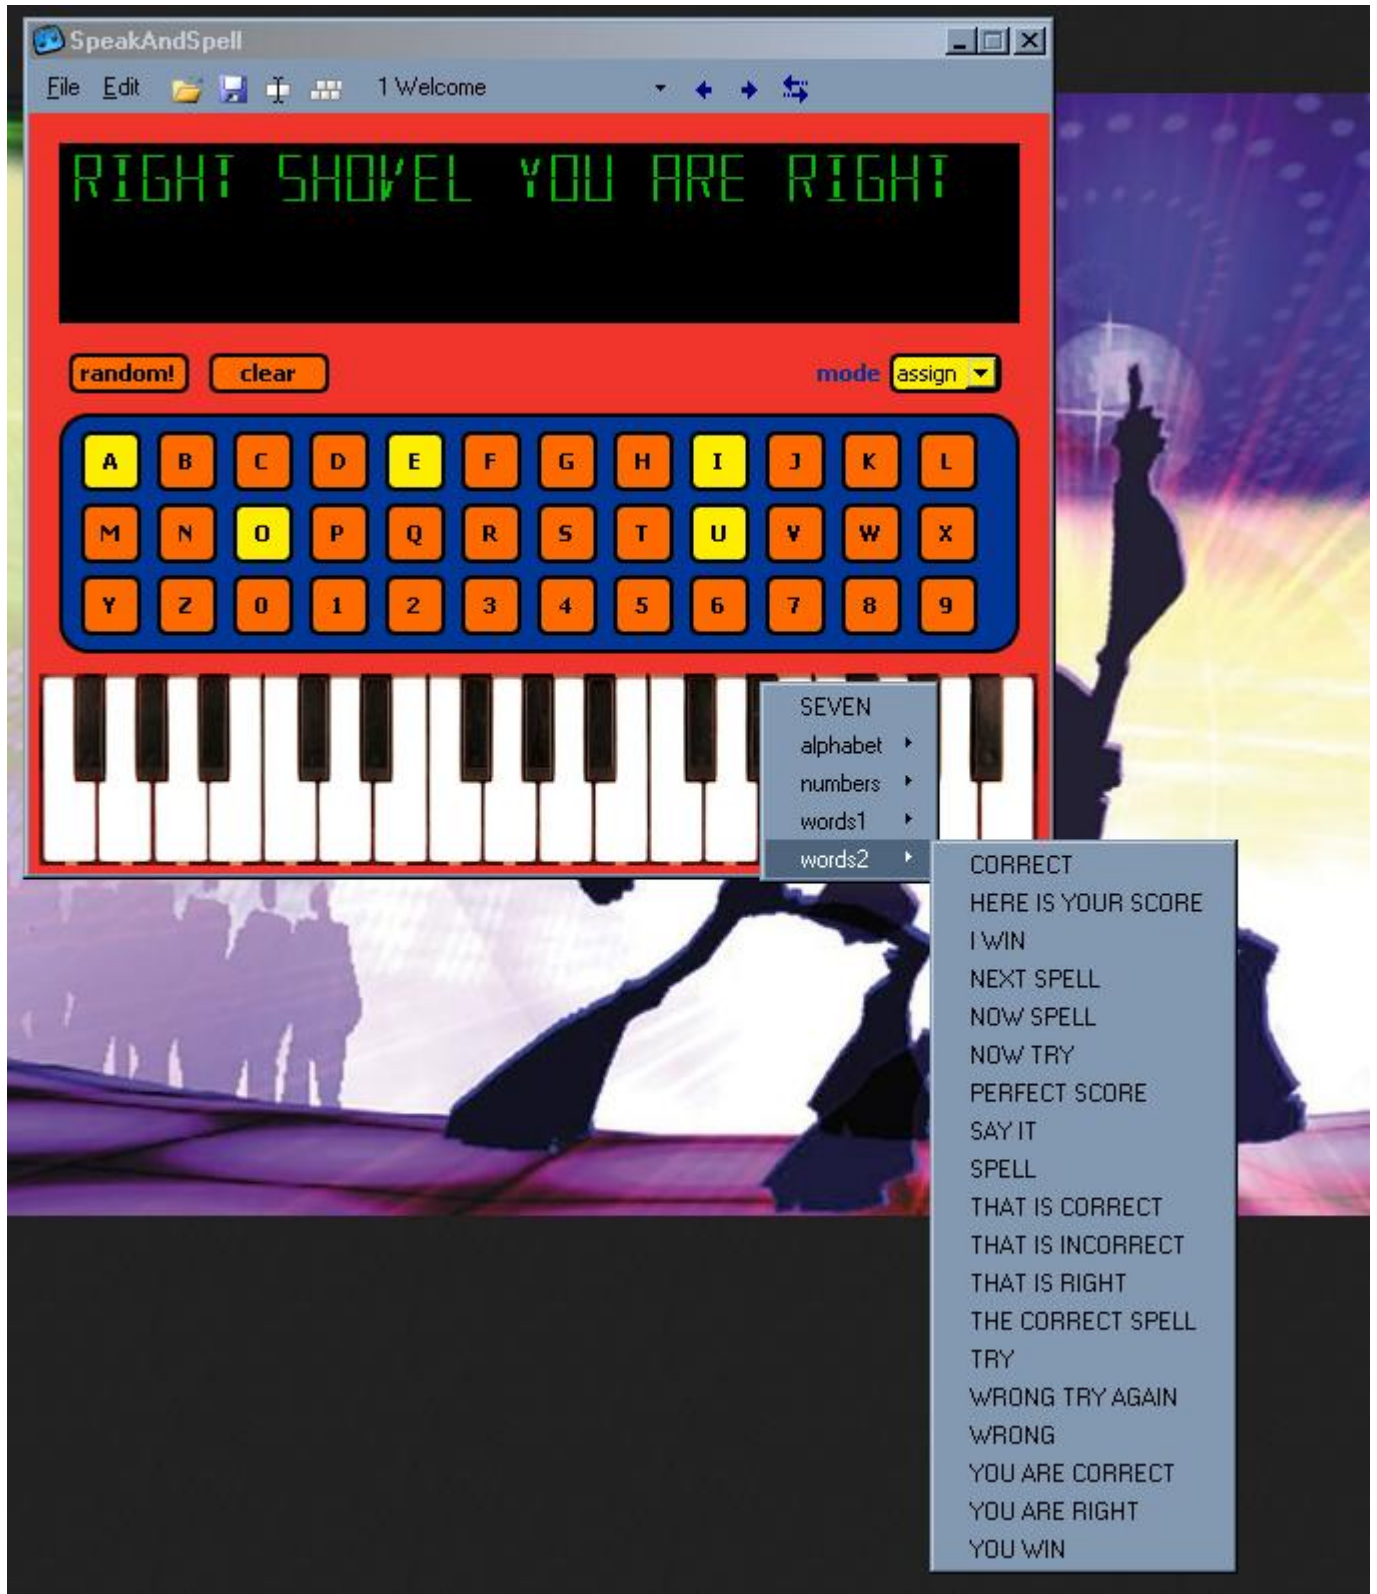 SpeakAndSpell
File Edit 1 Welcome
RIGHT SHOVEL YOU ARE RIGHT
random! clear mode assign
A B C D E F G H I J K L
M N O P Q R S T U V W X
Y Z 0 1 2 3 4 5 6 7 8 9
SEVEN
alphabet
numbers
words1
words2
CORRECT
HERE IS YOUR SCORE
I WIN
NEXT SPELL
NOW SPELL
NOW TRY
PERFECT SCORE
SAY IT
SPELL
THAT IS CORRECT
THAT IS INCORRECT
THAT IS RIGHT
THE CORRECT SPELL
TRY
WRONG TRY AGAIN
WRONG
YOU ARE CORRECT
YOU ARE RIGHT
YOU WIN